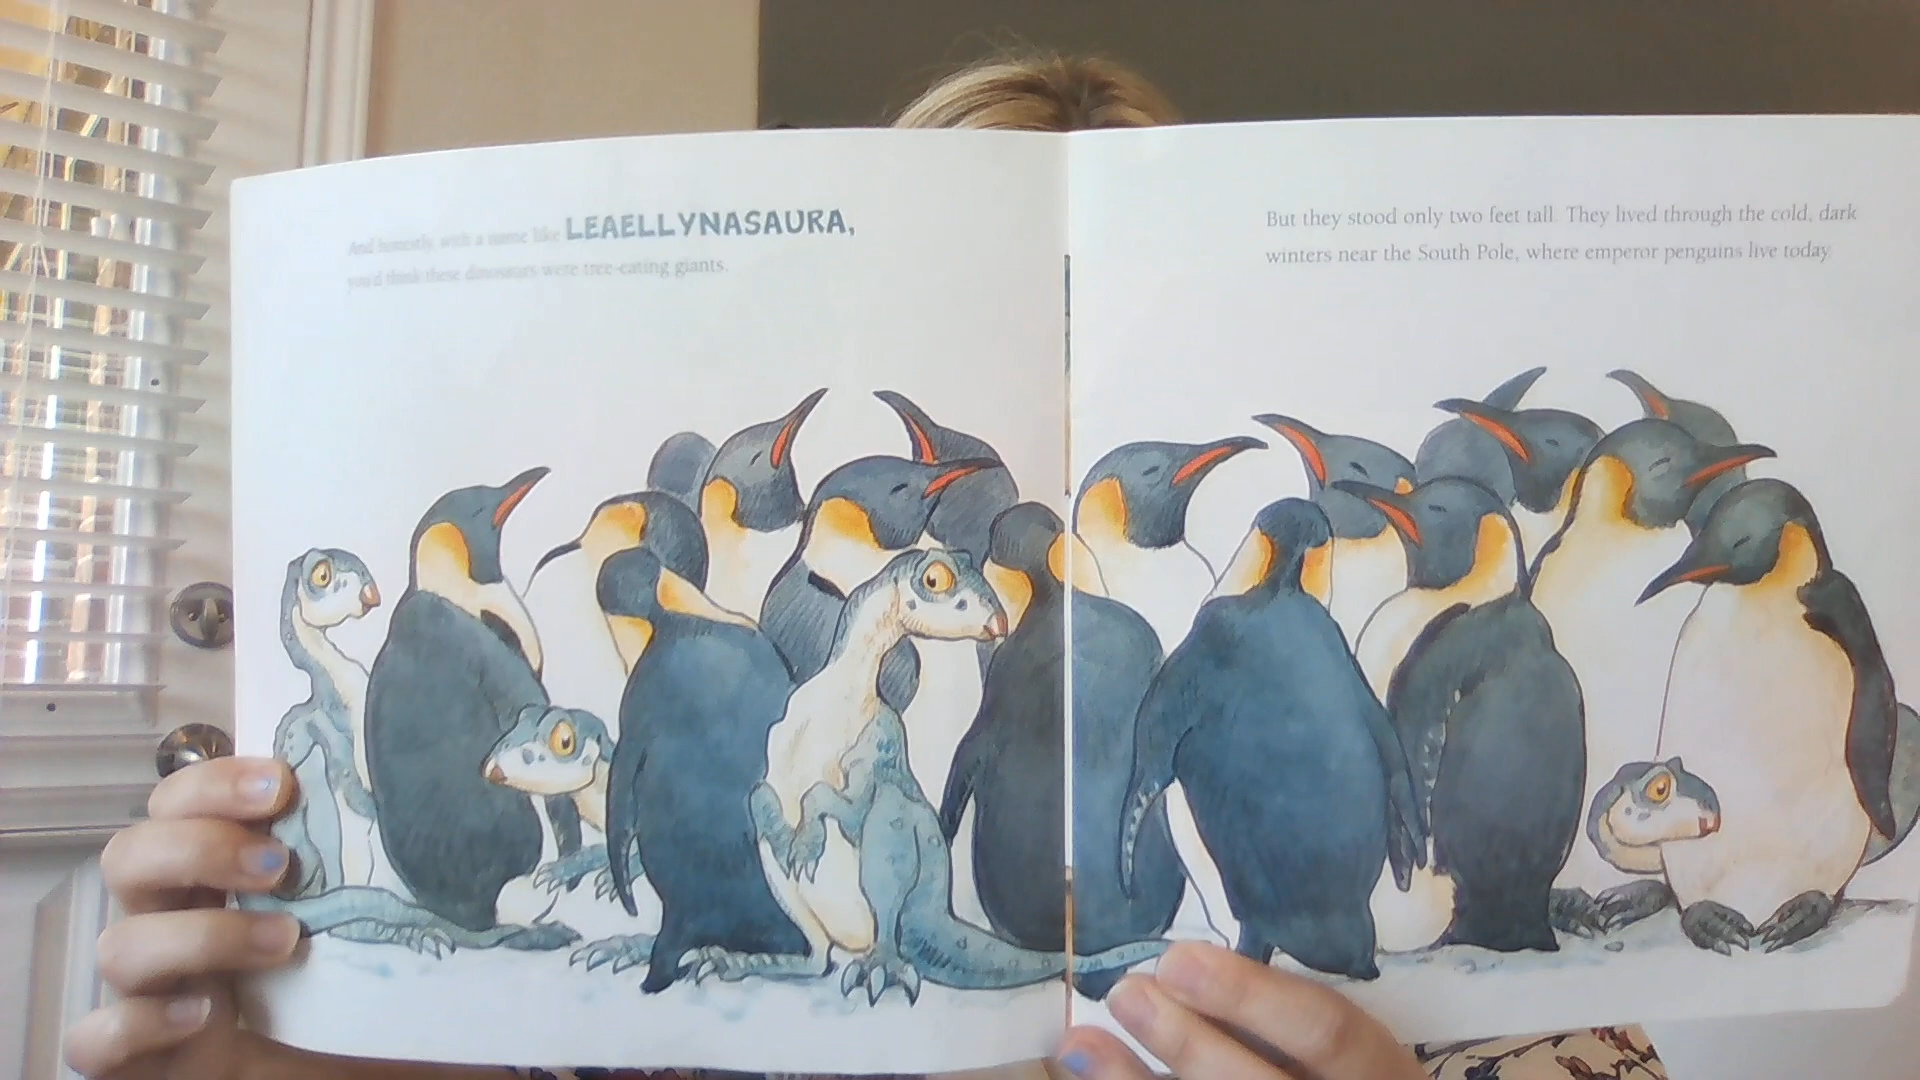 And honestly, with a name like LEAELLYNASAURA,
you'd think these dinosaurs were tree-eating giants.
But they stood only two feet tall. They lived through the cold, dark
winters near the South Pole, where emperor penguins live today.